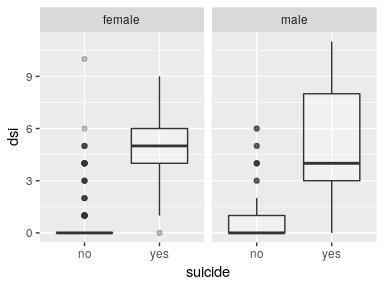 female male
dsi
9
6
3
0
no yes no yes
suicide